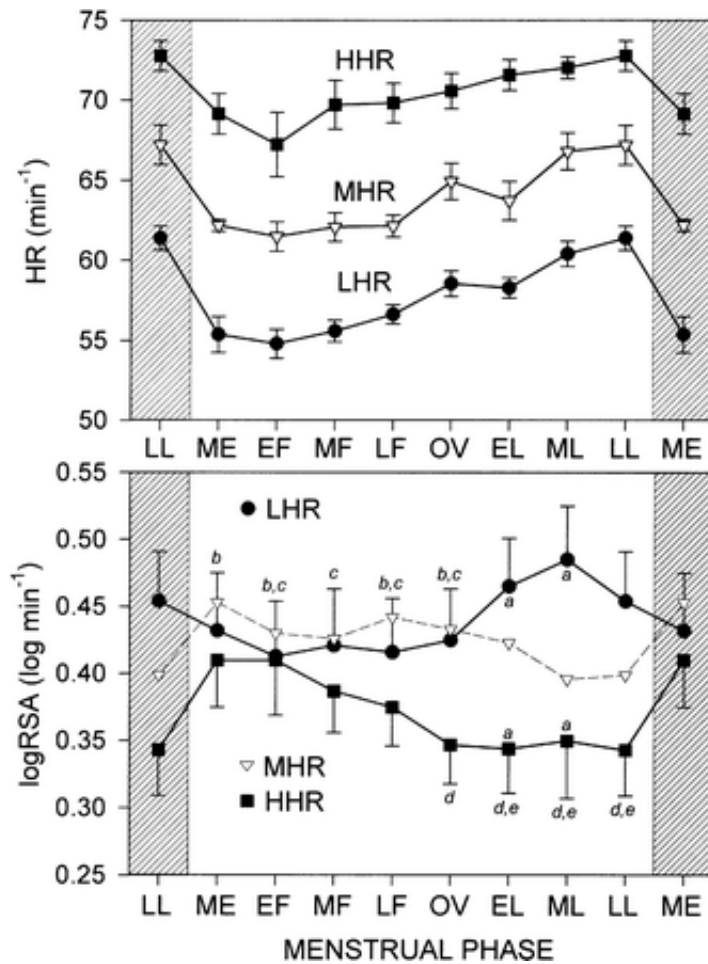 75
HHR
70
HR (min⁻¹)
65
MHR
60
LHR
55
50
LL ME EF MF LF OV EL ML LL ME
0.55
LHR
0.50
b b,c c b,c b,c a a
0.45
logRSA (log min⁻¹)
0.40
0.35
a a
MHR
0.30
HHR
d d,e d,e d,e
0.25
LL ME EF MF LF OV EL ML LL ME
MENSTRUAL PHASE